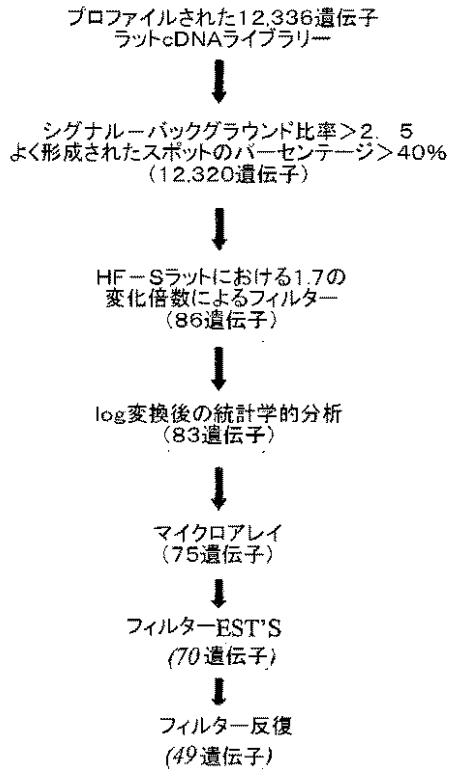 プロファイルされた12,336遺伝子
ラットcDNAライブラリー
シグナル－バックグラウンド比率＞2．5
よく形成されたスポットのパーセンテージ＞40%
(12,320遺伝子)
HF－Sラットにおける1.7の
変化倍数によるフィルター
(86遺伝子)
log変換後の統計学的分析
(83遺伝子)
マイクロアレイ
(75遺伝子)
フィルターEST'S
(70遺伝子)
フィルター反復
(49遺伝子)